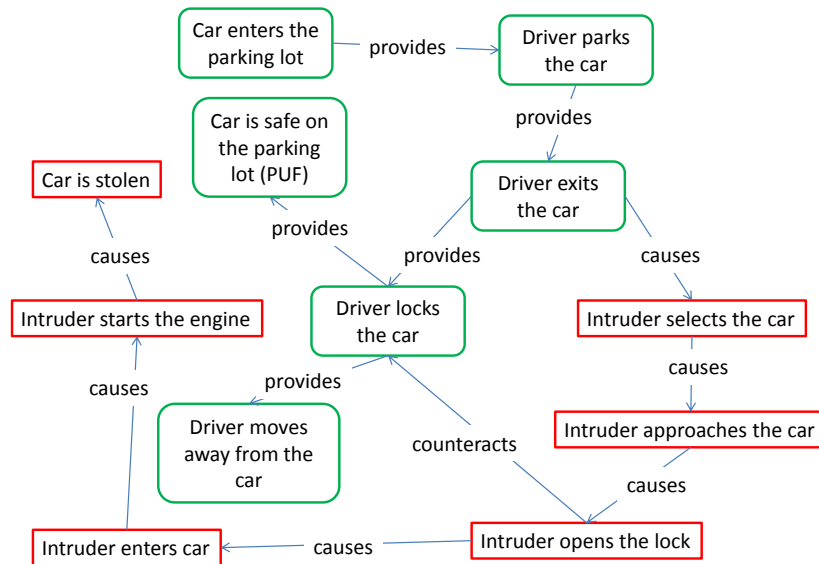 Car enters the
parking lot
provides
Driver parks
the car
provides
Car is safe on
the parking
lot (PUF)
Car is stolen
Driver exits
the car
provides
provides
causes
causes
Intruder starts the engine
Driver locks
the car
Intruder selects the car
causes
provides
causes
Driver moves
away from the
car
counteracts
Intruder approaches the car
causes
Intruder enters car
causes
Intruder opens the lock